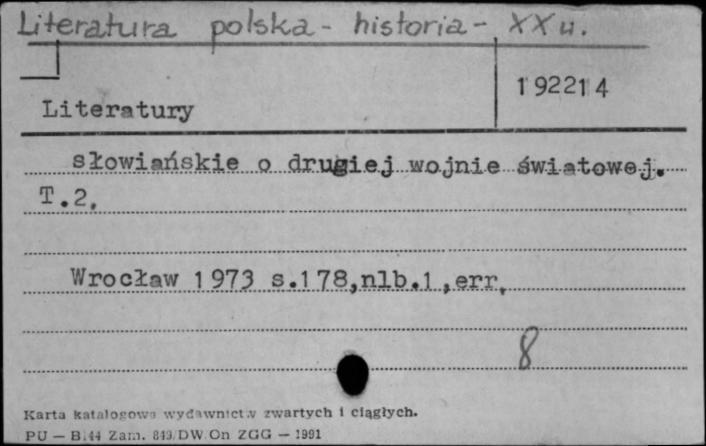 Literatura polska - historia - XX w.
192214
Literatury
słowiańskie o drugiej wojnie światowej.
T.2.
Wrocław 1973 s.178,nlb.1,err.
8
Karta katalogowa wydawnictw zwartych i ciągłych.
PU — B.44 Zam. 849/DW.On ZGG — 1991